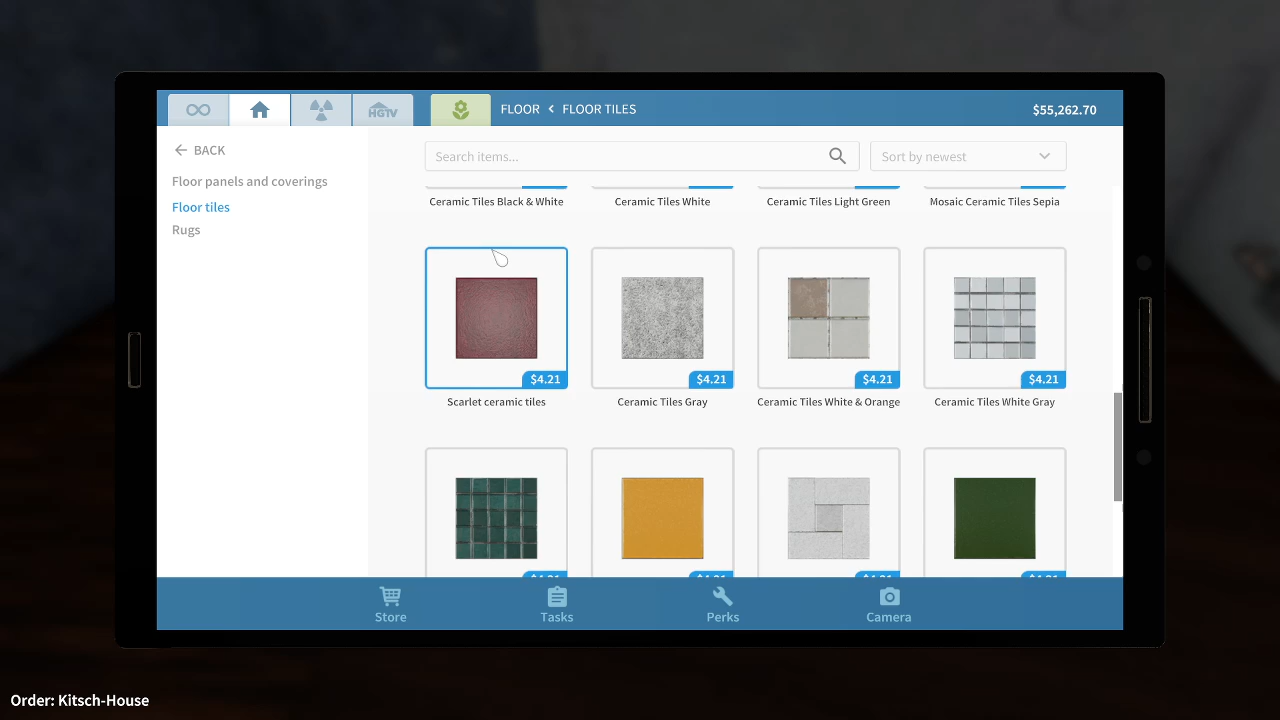 HGTV
FLOOR < FLOOR TILES
$55,262.70
BACK
Search items...
Sort by newest
Floor panels and coverings
Floor tiles
Rugs
Ceramic Tiles Black & White
Ceramic Tiles White
Ceramic Tiles Light Green
Mosaic Ceramic Tiles Sepia
$4.21
$4.21
$4.21
$4.21
Scarlet ceramic tiles
Ceramic Tiles Gray
Ceramic Tiles White & Orange
Ceramic Tiles White Gray
Store
Tasks
Perks
Camera
Order: Kitsch-House